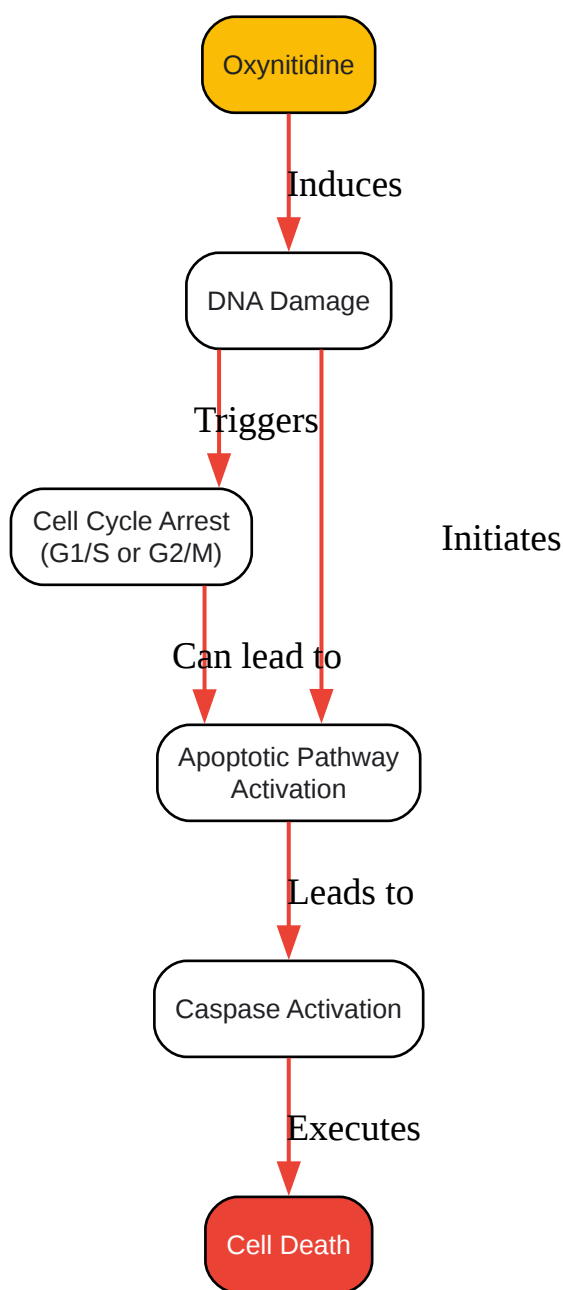 Oxynitidine
Induces
DNA Damage
Triggers
Cell Cycle Arrest
(G1/S or G2/M)
Initiates
Can lead to
Apoptotic Pathway
Activation
Leads to
Caspase Activation
Executes
Cell Death